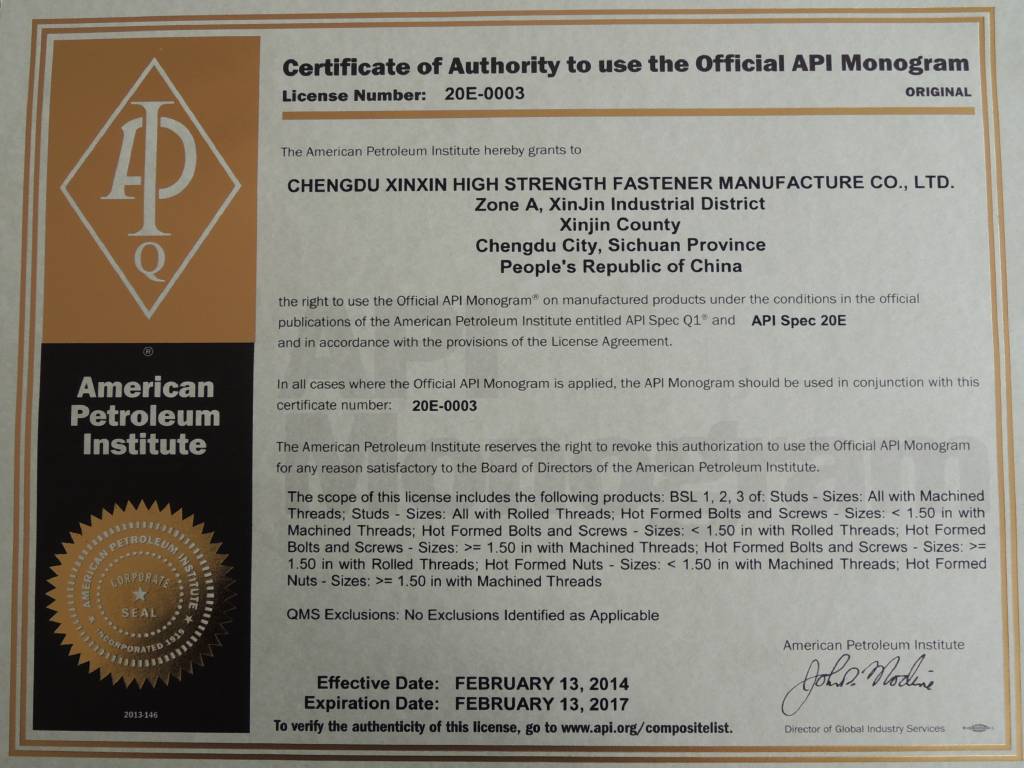 Certificate of Authority to use the Official API Monogram
License Number: 20E-0003
ORIGINAL
The American Petroleum Institute hereby grants to
CHENGDU XINXIN HIGH STRENGTH FASTENER MANUFACTURE CO., LTD.
Zone A, XinJin Industrial District
Xinjin County
Chengdu City, Sichuan Province
People's Republic of China
the right to use the Official API Monogram® on manufactured products under the conditions in the official
publications of the American Petroleum Institute entitled API Spec Q1® and API Spec 20E
and in accordance with the provisions of the License Agreement.
In all cases where the Official API Monogram is applied, the API Monogram should be used in conjunction with this
certificate number: 20E-0003
The American Petroleum Institute reserves the right to revoke this authorization to use the Official API Monogram
for any reason satisfactory to the Board of Directors of the American Petroleum Institute.
The scope of this license includes the following products: BSL 1, 2, 3 of: Studs - Sizes: All with Machined
Threads; Studs - Sizes: All with Rolled Threads; Hot Formed Bolts and Screws - Sizes: < 1.50 in with
Machined Threads; Hot Formed Bolts and Screws - Sizes: < 1.50 in with Rolled Threads; Hot Formed
Bolts and Screws - Sizes: >= 1.50 in with Machined Threads; Hot Formed Bolts and Screws - Sizes: >=
1.50 in with Rolled Threads; Hot Formed Nuts - Sizes: < 1.50 in with Machined Threads; Hot Formed
Nuts - Sizes: >= 1.50 in with Machined Threads
QMS Exclusions: No Exclusions Identified as Applicable
American Petroleum Institute
Effective Date: FEBRUARY 13, 2014
Expiration Date: FEBRUARY 13, 2017
To verify the authenticity of this license, go to www.api.org/compositelist.
Director of Global Industry Services
API
Q
®
American
Petroleum
Institute
AMERICAN PETROLEUM INSTITUTE
CORPORATE
SEAL
INCORPORATED 1919
2013-146
API
Monogram